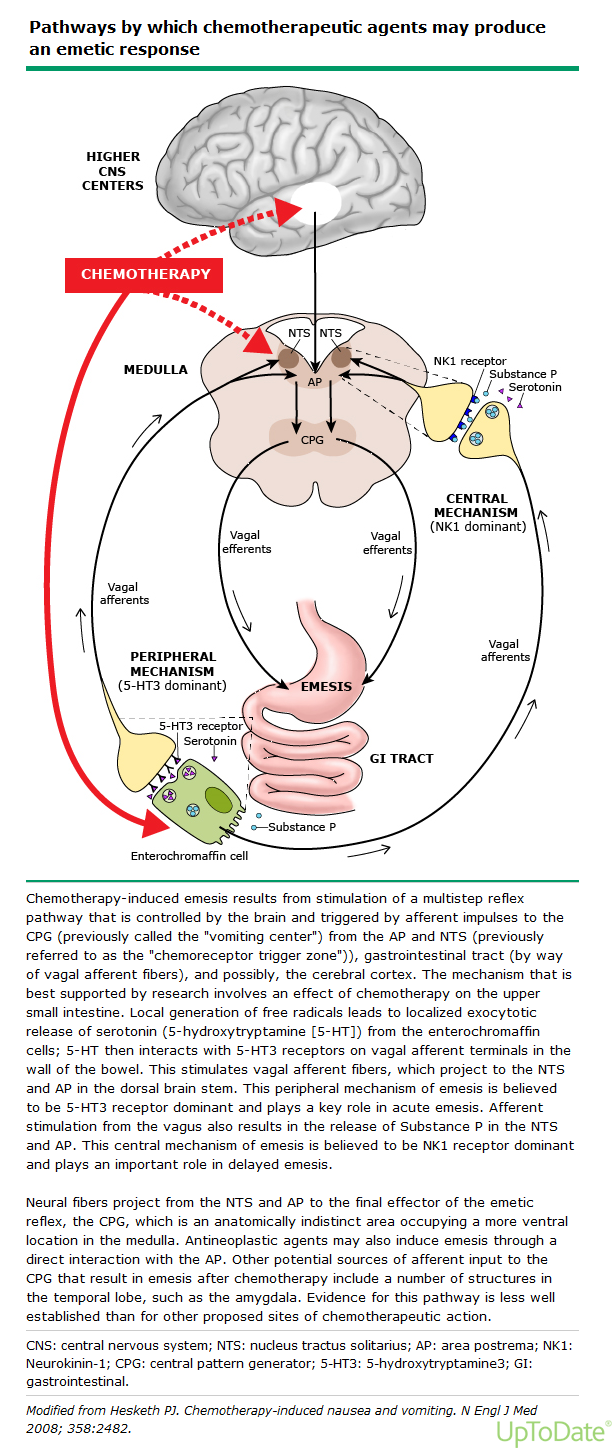 Pathways by which chemotherapeutic agents may produce
an emetic response
HIGHER
CNS
CENTERS
CHEMOTHERAPY
NTS
NTS
MEDULLA
AP
NK1 receptor
Substance P
Serotonin
CPG
CENTRAL
MECHANISM
(NK1 dominant)
Vagal
efferents
Vagal
efferents
Vagal
afferents
Vagal
afferents
PERIPHERAL
MECHANISM
(5-HT3 dominant)
EMESIS
5-HT3 receptor
Serotonin
GI TRACT
Substance P
Enterochromaffin cell
Chemotherapy-induced emesis results from stimulation of a multistep reflex
pathway that is controlled by the brain and triggered by afferent impulses to the
CPG (previously called the "vomiting center") from the AP and NTS (previously
referred to as the "chemoreceptor trigger zone")), gastrointestinal tract (by way
of vagal afferent fibers), and possibly, the cerebral cortex. The mechanism that is
best supported by research involves an effect of chemotherapy on the upper
small intestine. Local generation of free radicals leads to localized exocytotic
release of serotonin (5-hydroxytryptamine [5-HT]) from the enterochromaffin
cells; 5-HT then interacts with 5-HT3 receptors on vagal afferent terminals in the
wall of the bowel. This stimulates vagal afferent fibers, which project to the NTS
and AP in the dorsal brain stem. This peripheral mechanism of emesis is believed
to be 5-HT3 receptor dominant and plays a key role in acute emesis. Afferent
stimulation from the vagus also results in the release of Substance P in the NTS
and AP. This central mechanism of emesis is believed to be NK1 receptor dominant
and plays an important role in delayed emesis.
Neural fibers project from the NTS and AP to the final effector of the emetic
reflex, the CPG, which is an anatomically indistinct area occupying a more ventral
location in the medulla. Antineoplastic agents may also induce emesis through a
direct interaction with the AP. Other potential sources of afferent input to the
CPG that result in emesis after chemotherapy include a number of structures in
the temporal lobe, such as the amygdala. Evidence for this pathway is less well
established than for other proposed sites of chemotherapeutic action.
CNS: central nervous system; NTS: nucleus tractus solitarius; AP: area postrema; NK1:
Neurokinin-1; CPG: central pattern generator; 5-HT3: 5-hydroxytryptamine3; GI:
gastrointestinal.
Modified from Hesketh PJ. Chemotherapy-induced nausea and vomiting. N Engl J Med
2008; 358:2482.
UpToDate®